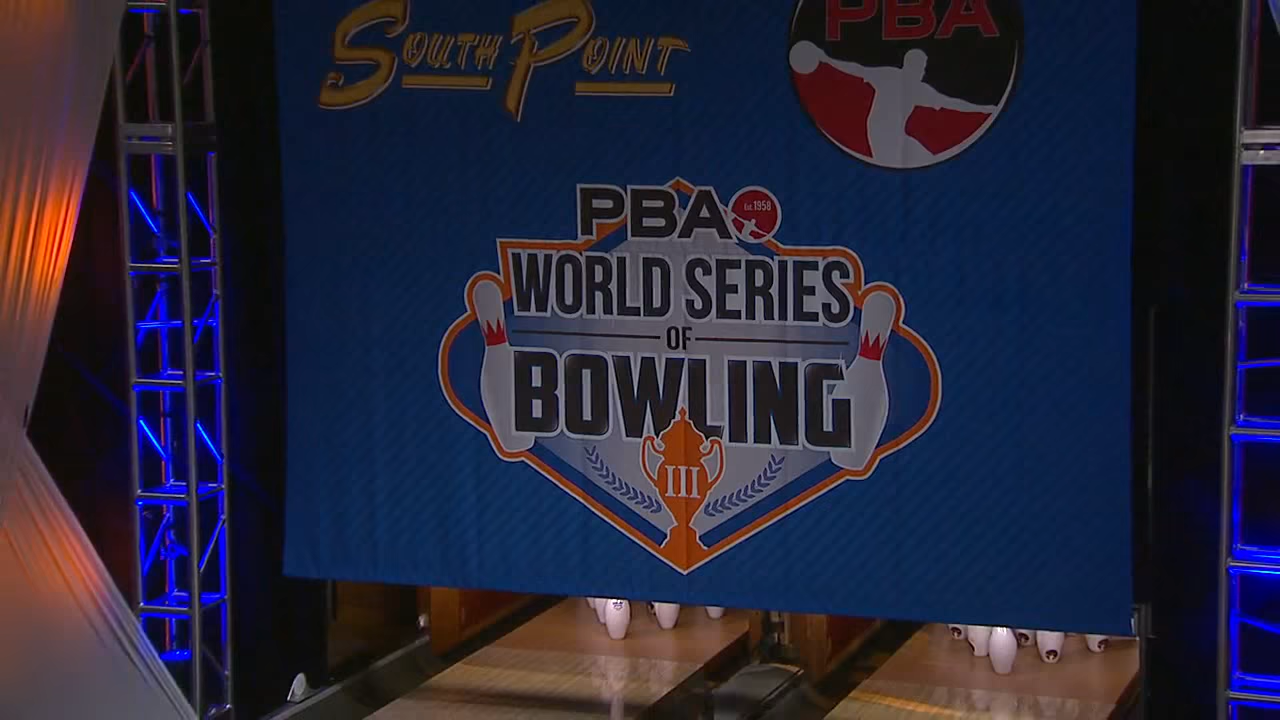 SOUTH POINT
PBA
PBA
Est.1958
WORLD SERIES
OF
BOWLING
III